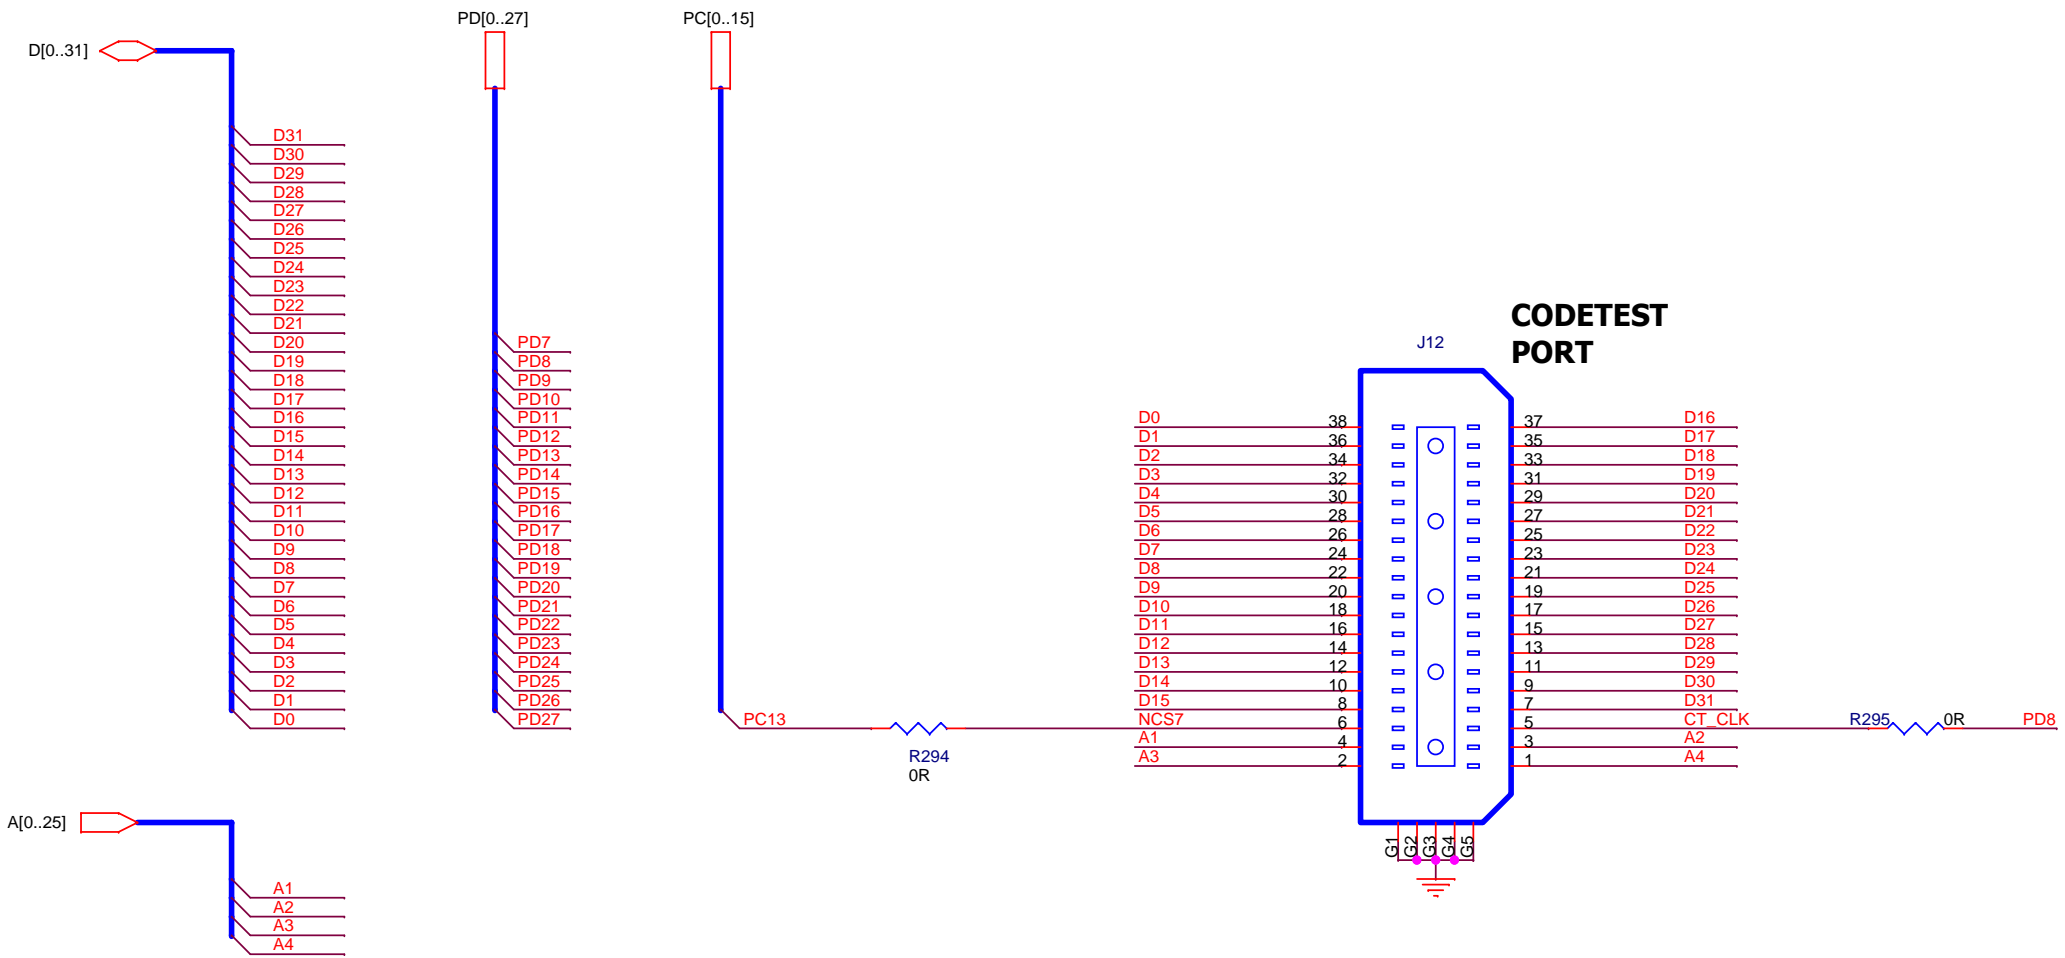 D[0..31]
PD[0..27]
PC[0..15]
D31
D30
D29
D28
D27
D26
D25
D24
D23
D22
D21
D20
D19
D18
D17
D16
D15
D14
D13
D12
D11
D10
D9
D8
D7
D6
D5
D4
D3
D2
D1
D0
PD7
PD8
PD9
PD10
PD11
PD12
PD13
PD14
PD15
PD16
PD17
PD18
PD19
PD20
PD21
PD22
PD23
PD24
PD25
PD26
PD27
PC13
R294
0R
CODETEST
PORT
J12
D0 38 37 D16
D1 36 35 D17
D2 34 33 D18
D3 32 31 D19
D4 30 29 D20
D5 28 27 D21
D6 26 25 D22
D7 24 23 D23
D8 22 21 D24
D9 20 19 D25
D10 18 17 D26
D11 16 15 D27
D12 14 13 D28
D13 12 11 D29
D14 10 9 D30
D15 8 7 D31
NCS7 6 5 CT_CLK R295 0R PD8
A1 4 3 A2
A3 2 1 A4
G1 G2 G3 G4 G5
A[0..25]
A1
A2
A3
A4